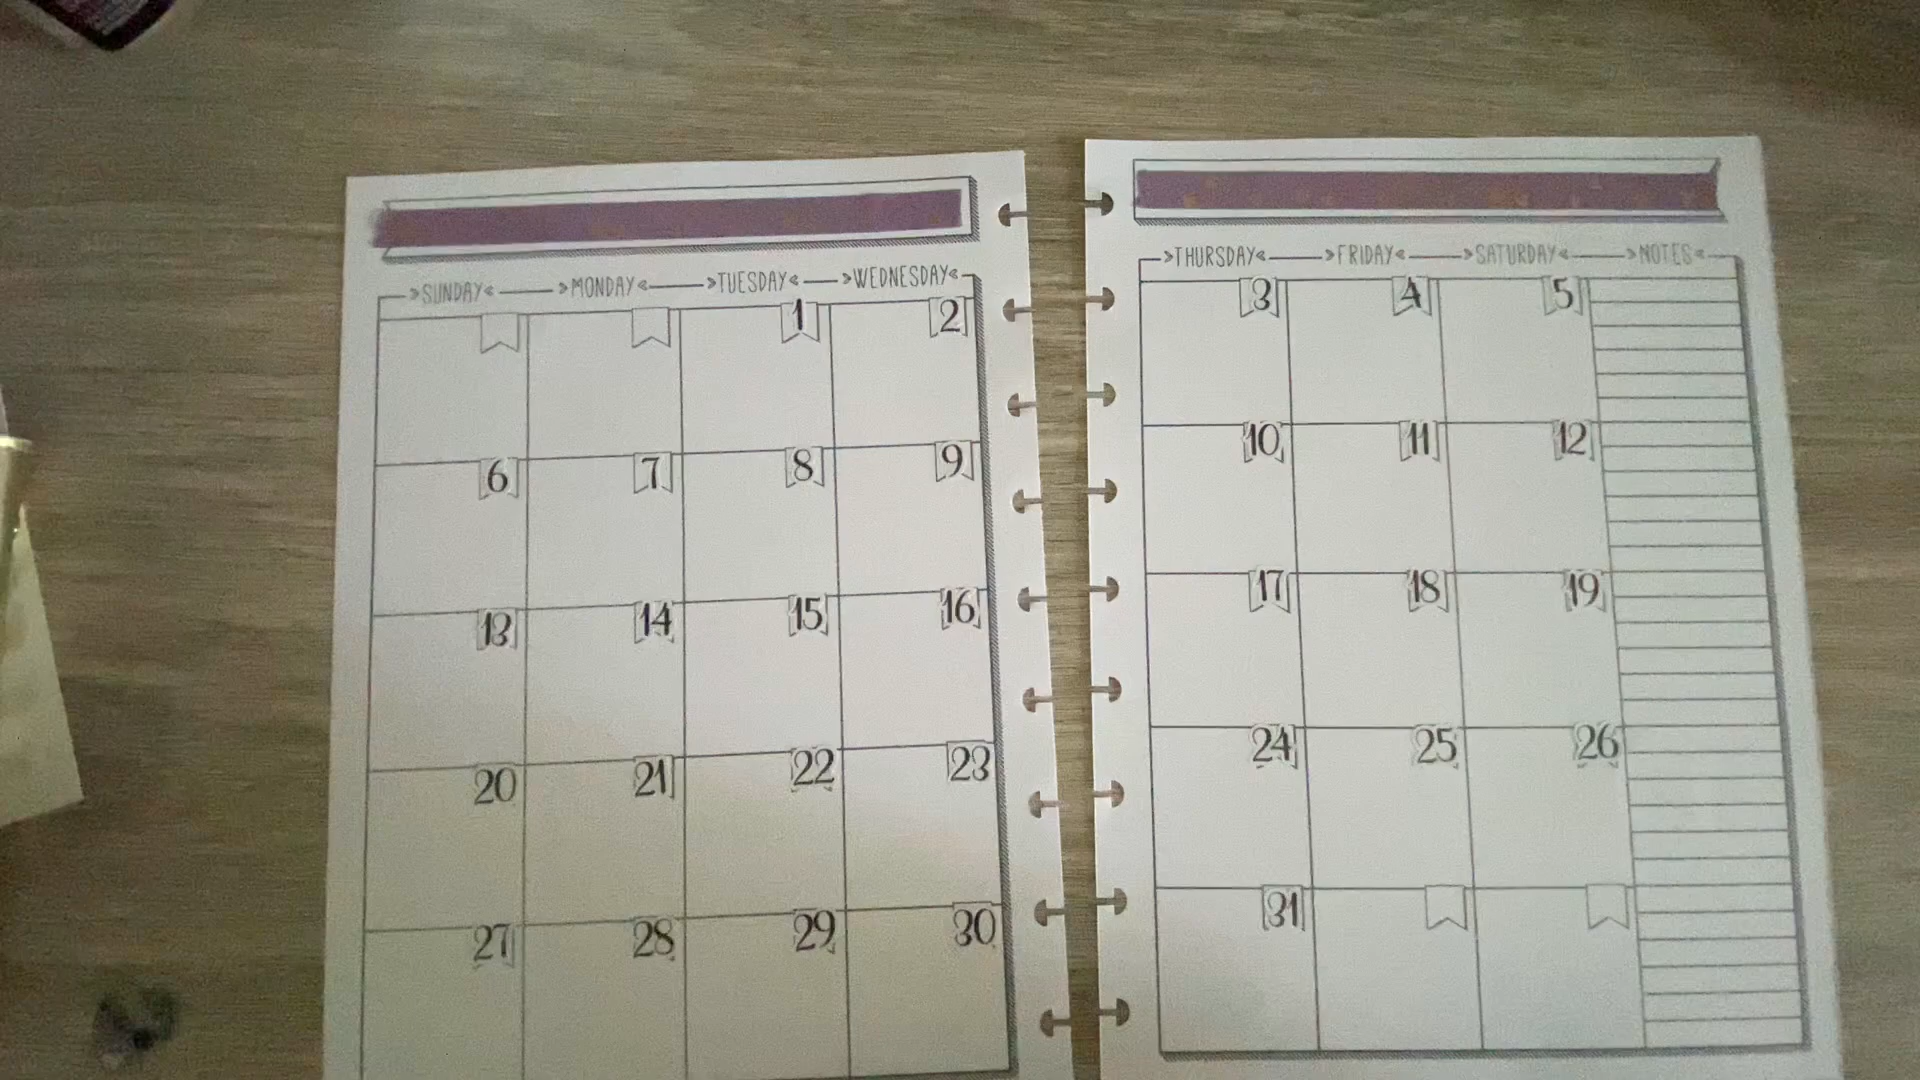 >SUNDAY< >MONDAY< >TUESDAY< >WEDNESDAY<
1 2
6 7 8 9
13 14 15 16
20 21 22 23
27 28 29 30
>THURSDAY< >FRIDAY< >SATURDAY< >NOTES<
3 4 5
10 11 12
17 18 19
24 25 26
31